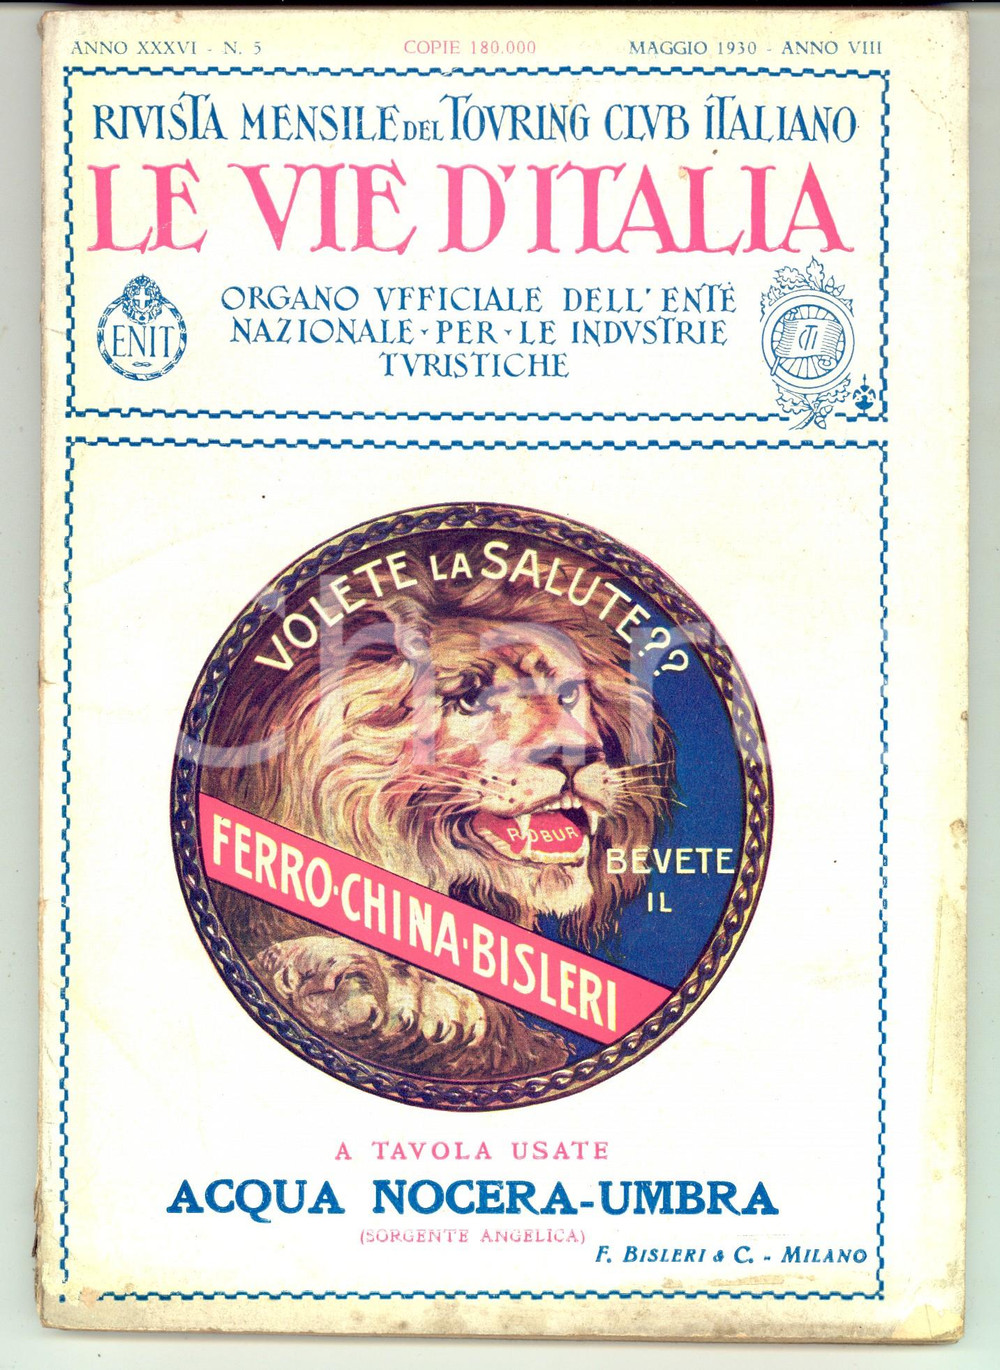 ANNO XXXVI - N. 5 COPIE 180.000 MAGGIO 1930 - ANNO VIII
RIVISTA MENSILE DEL TOVRING CLVB ITALIANO
LE VIE D'ITALIA
ORGANO VFFICIALE DELL'ENTE
NAZIONALE-PER-LE INDVSTRIE
TVRISTICHE
ENIT
VOLETE LA SALUTE??
ROBUR
BEVETE
IL
FERRO-CHINA-BISLERI
A TAVOLA USATE
ACQUA NOCERA-UMBRA
(SORGENTE ANGELICA)
F. BISLERI & C. - MILANO